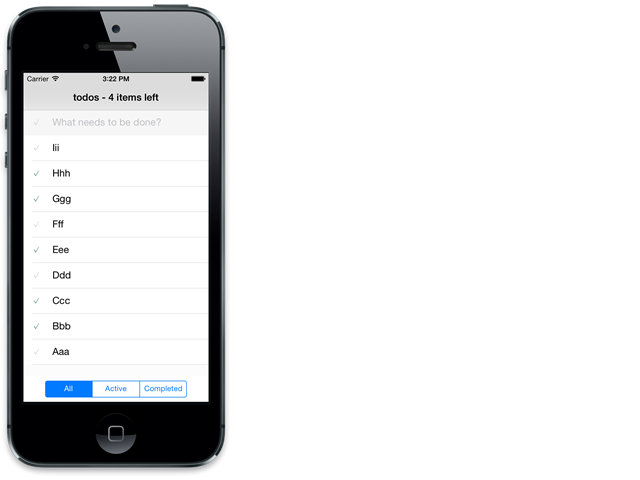 Carrier 3:22 PM
todos - 4 items left
What needs to be done?
Iii
Hhh
Ggg
Fff
Eee
Ddd
Ccc
Bbb
Aaa
All Active Completed